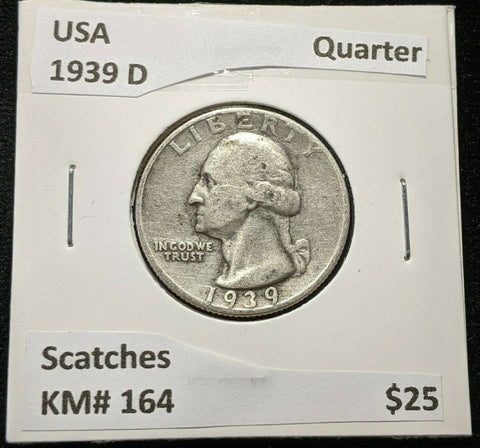 USA Quarter
1939 D
LIBERTY
IN GOD WE
TRUST
1939
Scatches
KM# 164 $25